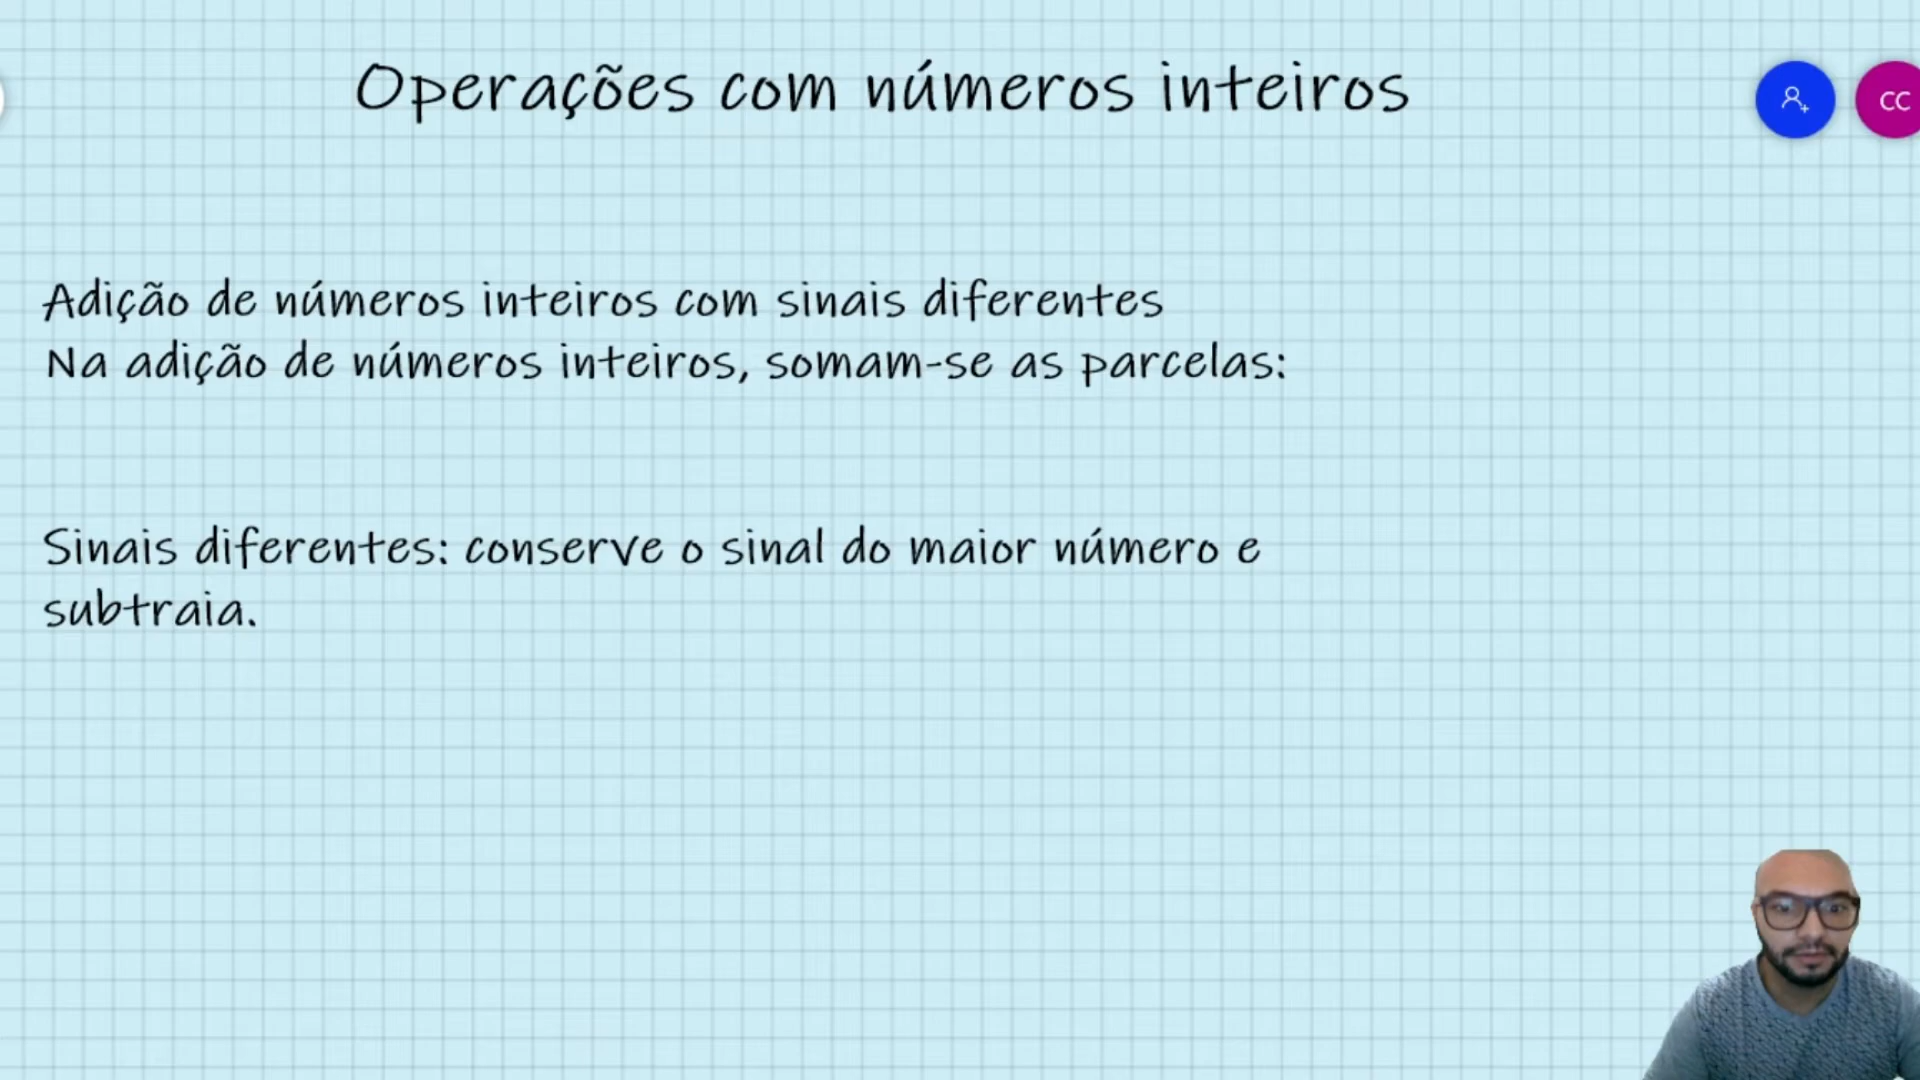 Operações com números inteiros
CC
Adição de números inteiros com sinais diferentes
Na adição de números inteiros, somam-se as parcelas:
Sinais diferentes: conserve o sinal do maior número e
subtraia.